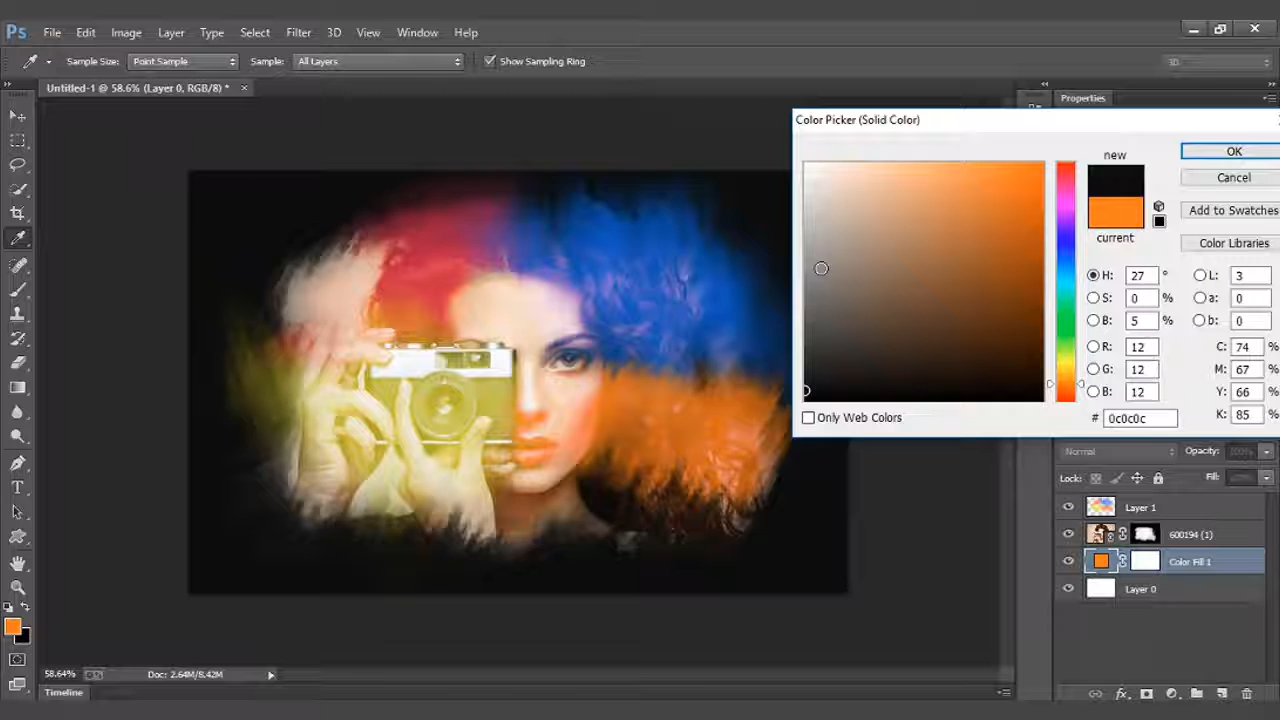 Ps File Edit Image Layer Type Select Filter 3D View Window Help
Sample Size: Point Sample Sample: All Layers Show Sampling Ring 3D
Untitled-1 @ 58.6% (Layer 0, RGB/8) * × Properties
Color Picker (Solid Color)
new OK
Cancel
Add to Swatches
current Color Libraries
H: 27 ° L: 3
S: 0 % a: 0
B: 5 % b: 0
R: 12 C: 74 %
G: 12 M: 67 %
B: 12 Y: 66 %
Only Web Colors # 0c0c0c K: 85 %
Normal Opacity: 100%
Lock: Fill:
Layer 1
600194 (1)
Color Fill 1
Layer 0
58.64% Doc: 2.64M/8.42M
Timeline